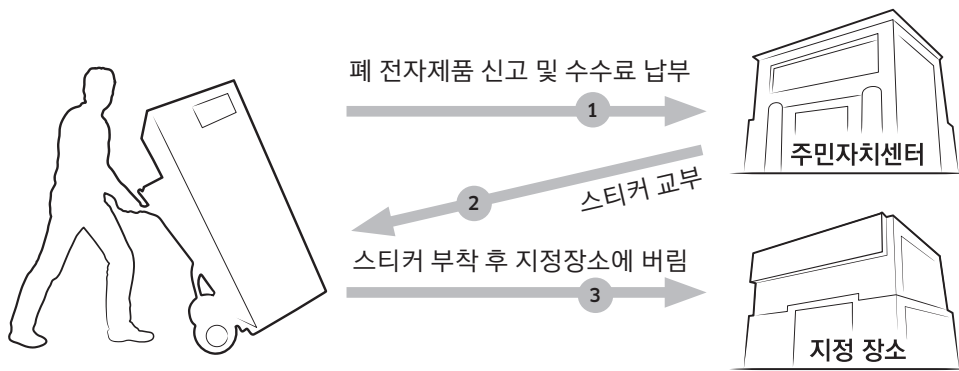 폐 전자제품 신고 및 수수료 납부
1
주민자치센터
2
스티커 교부
스티커 부착 후 지정장소에 버림
3
지정 장소